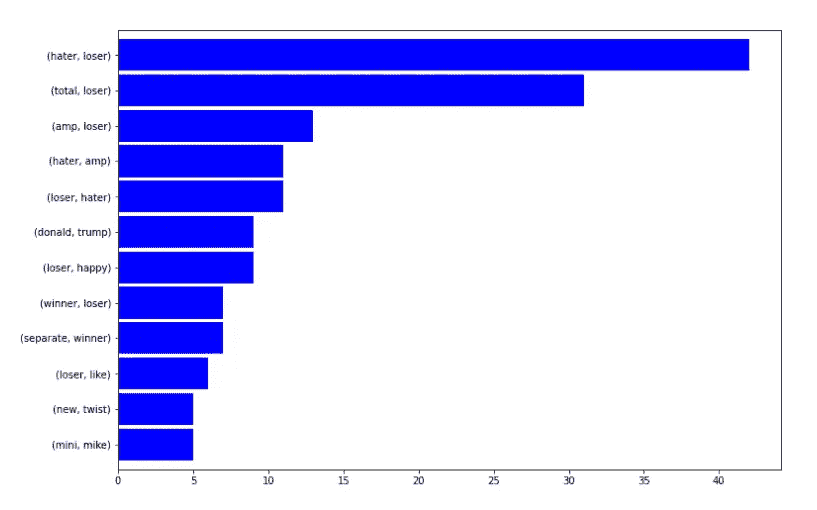 (hater, loser)
(total, loser)
(amp, loser)
(hater, amp)
(loser, hater)
(donald, trump)
(loser, happy)
(winner, loser)
(separate, winner)
(loser, like)
(new, twist)
(mini, mike)
0 5 10 15 20 25 30 35 40